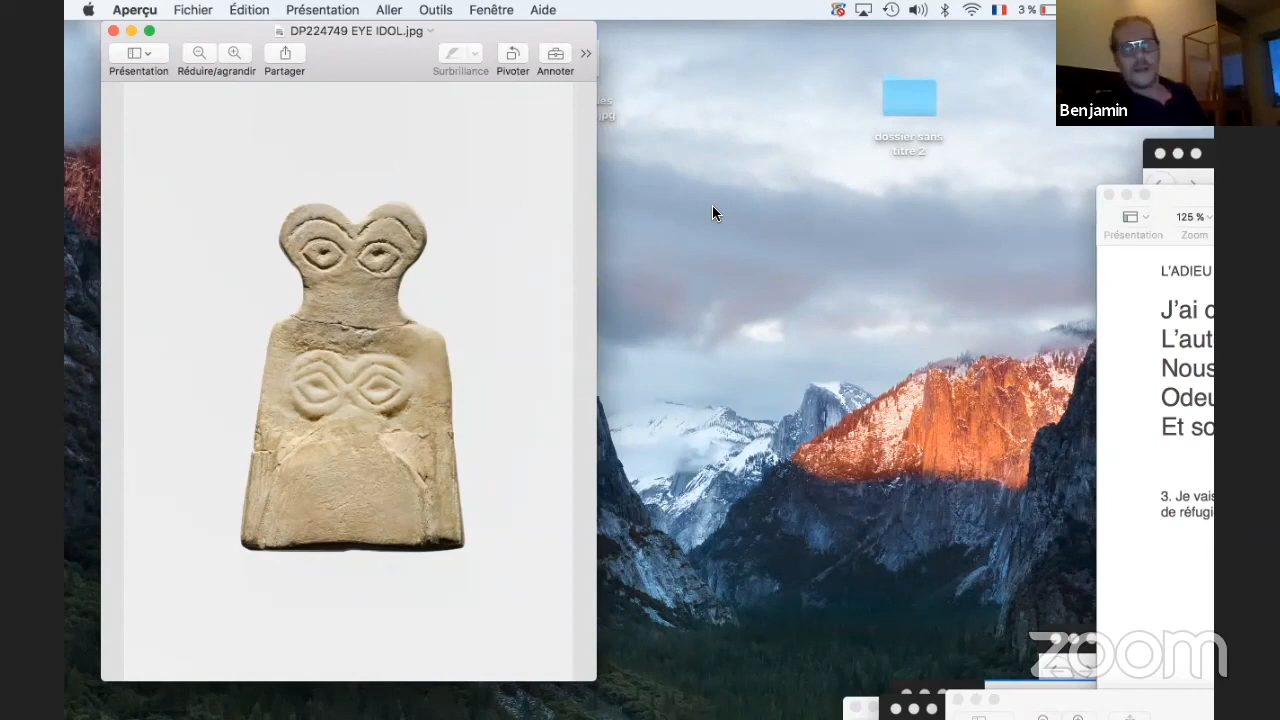 Aperçu Fichier Édition Présentation Aller Outils Fenêtre Aide 3 %
DP224749 EYE IDOL.jpg
Présentation Réduire/agrandir Partager Surbrillance Pivoter Annoter
dossier sans
titre 2
Benjamin
125 %
Présentation Zoom
L'ADIEU
J'ai
L'aut
Nous
Odeu
Et so
3. Je vais
de réfugi
zoom